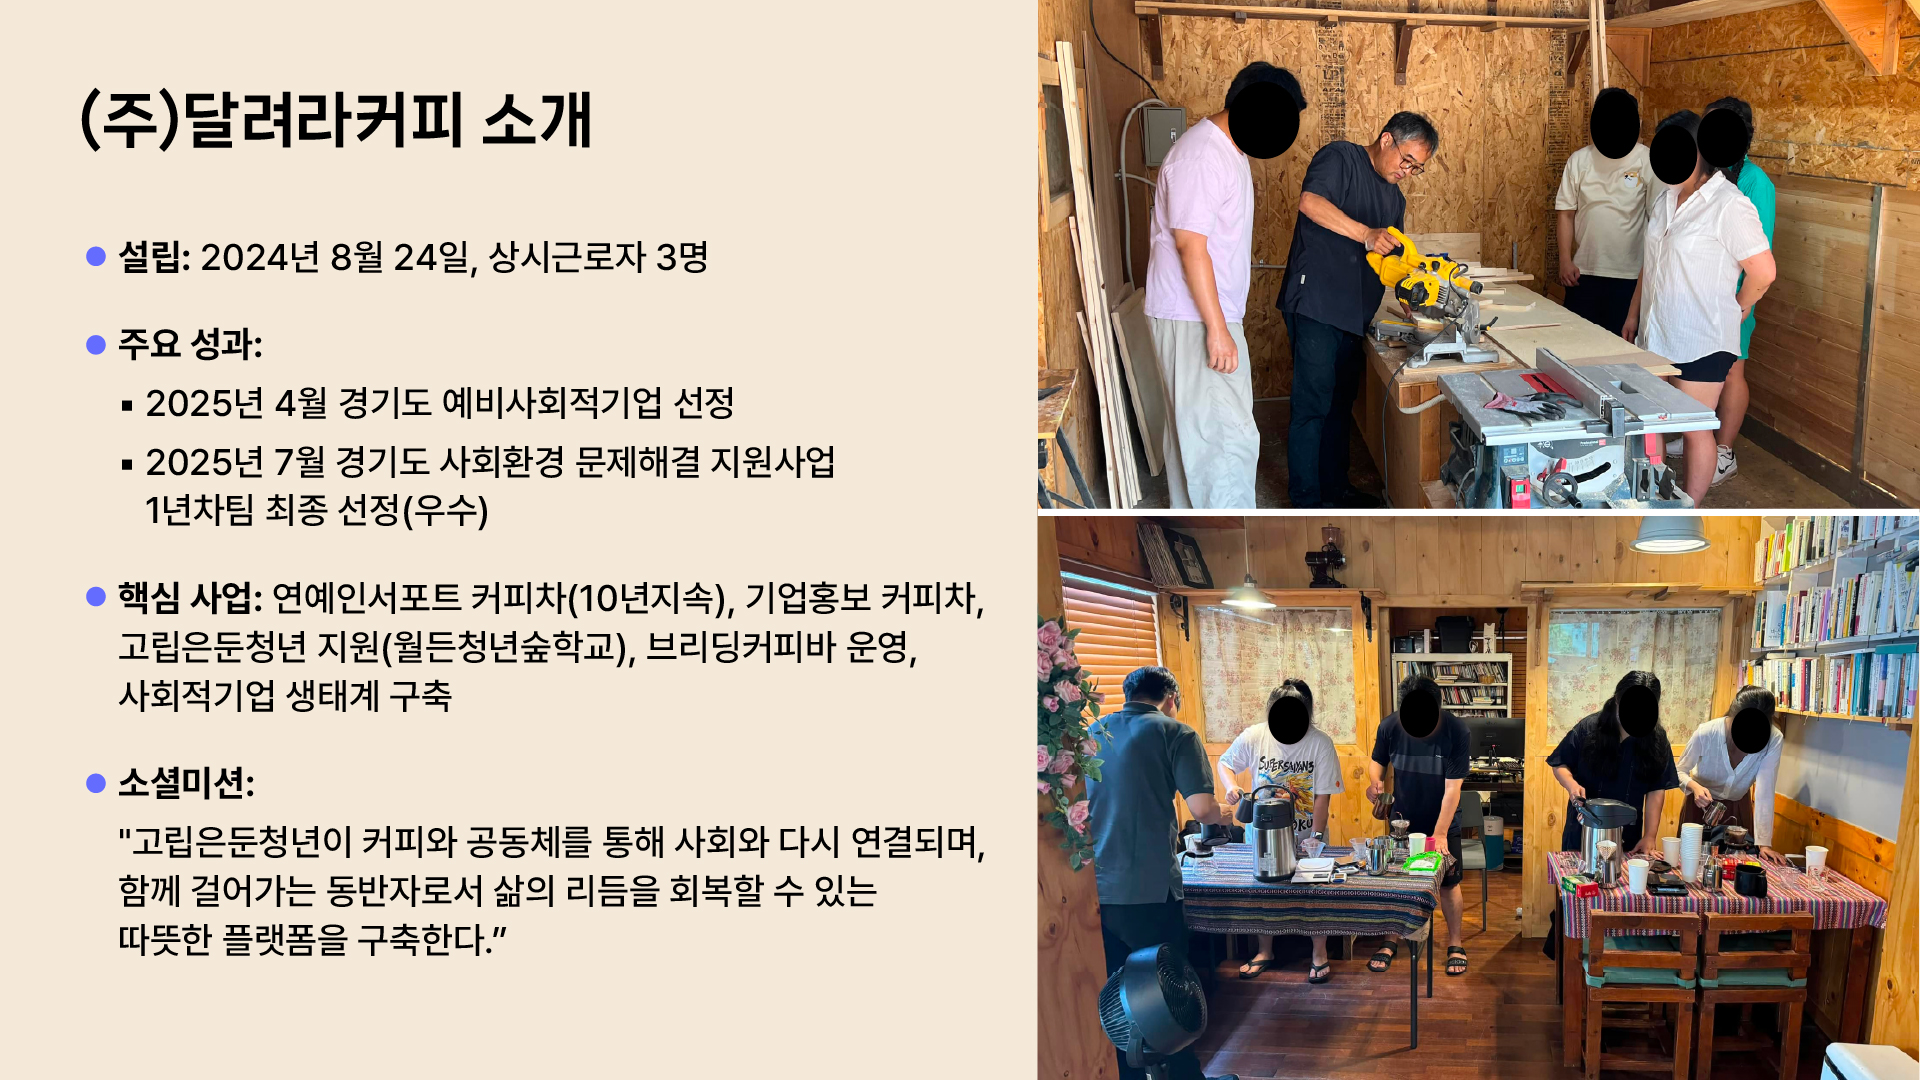 (주)달려라커피 소개
설립: 2024년 8월 24일, 상시근로자 3명
주요 성과:
2025년 4월 경기도 예비사회적기업 선정
2025년 7월 경기도 사회환경 문제해결 지원사업
1년차팀 최종 선정(우수)
핵심 사업: 연예인서포트 커피차(10년지속), 기업홍보 커피차,
고립은둔청년 지원(월든청년숲학교), 브리딩커피바 운영,
사회적기업 생태계 구축
소셜미션:
"고립은둔청년이 커피와 공동체를 통해 사회와 다시 연결되며,
함께 걸어가는 동반자로서 삶의 리듬을 회복할 수 있는
따뜻한 플랫폼을 구축한다.”
SUPER SAIYANS